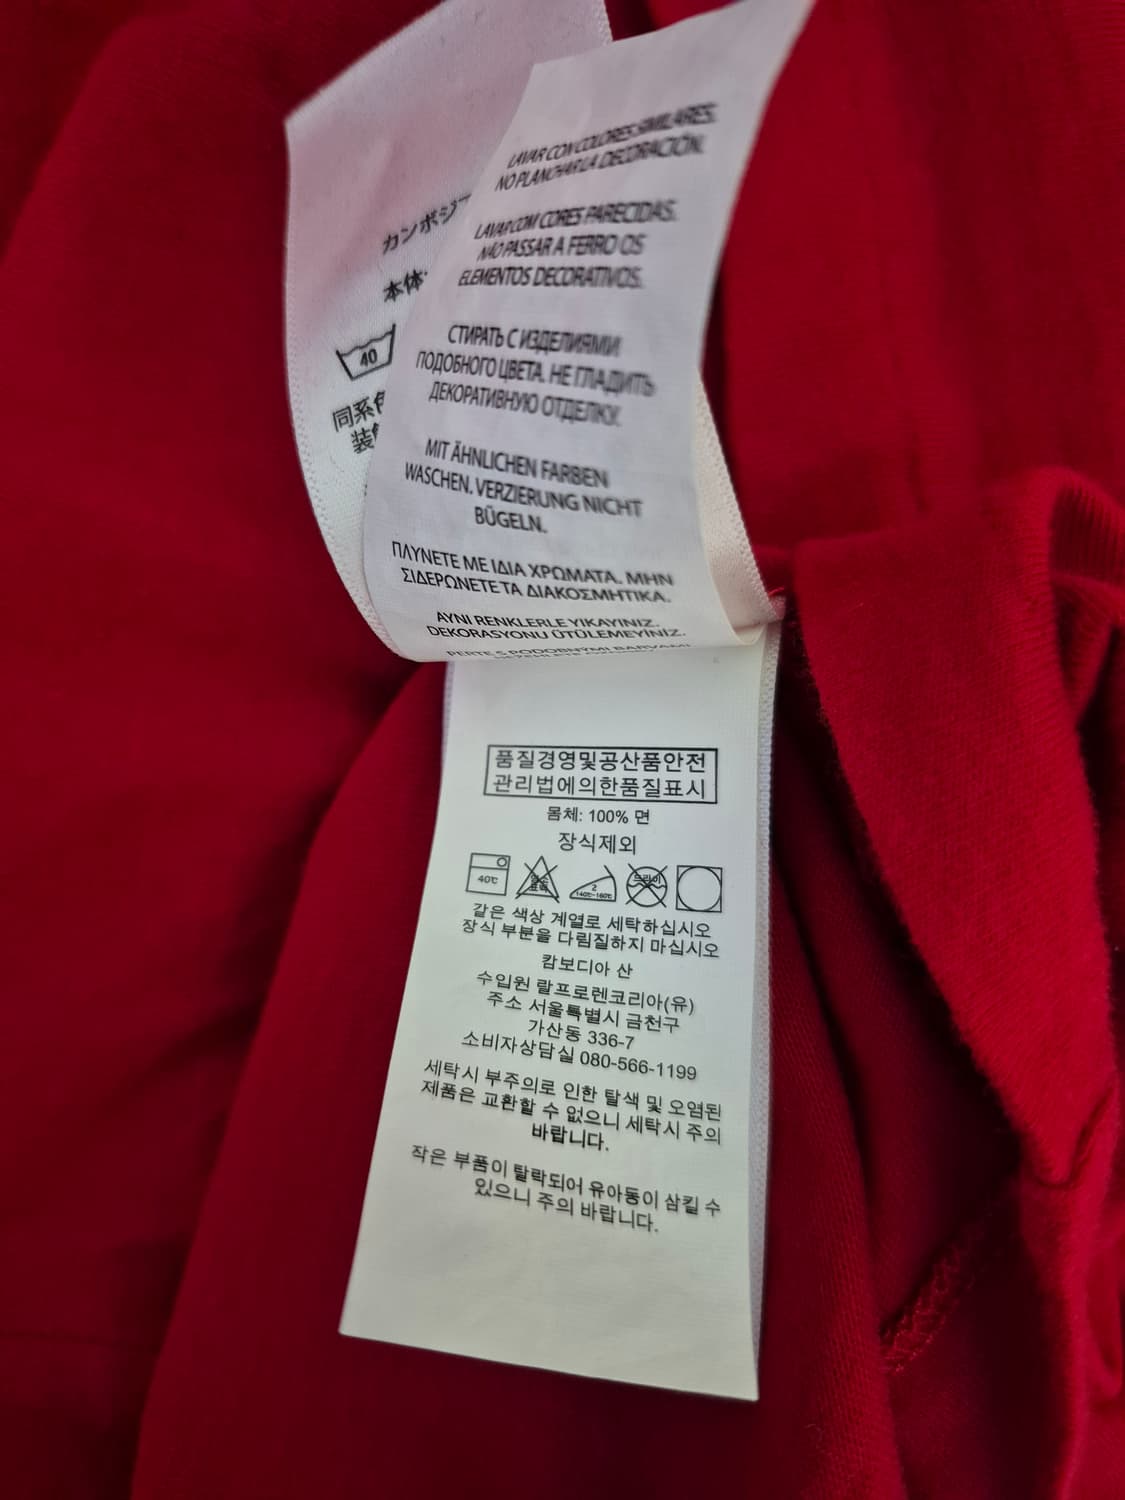 LAVAR CON COLORES SIMILARES.
NO PLANCHAR LA DECORACIÓN.
LAVAR COM CORES PARECIDAS.
NÃO PASSAR A FERRO OS
ELEMENTOS DECORATIVOS.
СТИРАТЬ С ИЗДЕЛИЯМИ
ПОДОБНОГО ЦВЕТА. НЕ ГЛАДИТЬ
ДЕКОРАТИВНУЮ ОТДЕЛКУ.
MIT ÄHNLICHEN FARBEN
WASCHEN. VERZIERUNG NICHT
BÜGELN.
ΠΛΥΝΕΤΕ ΜΕ ΙΔΙΑ ΧΡΩΜΑΤΑ. ΜΗΝ
ΣΙΔΕΡΩΝΕΤΕ ΤΑ ΔΙΑΚΟΣΜΗΤΙΚΑ.
AYNI RENKLERLE YIKAYINIZ.
DEKORASYONU ÜTÜLEMEYİNİZ.
PERTE S PODOBNÝMI BARVAMI
カンボジ
本体
40
同系色
装飾
품질경영및공산품안전
관리법에의한품질표시
몸체: 100% 면
장식제외
40℃
염소
표백
2
140℃-160℃
드라이
같은 색상 계열로 세탁하십시오
장식 부분을 다림질하지 마십시오
캄보디아 산
수입원 랄프로렌코리아(유)
주소 서울특별시 금천구
가산동 336-7
소비자상담실 080-566-1199
세탁시 부주의로 인한 탈색 및 오염된
제품은 교환할 수 없으니 세탁시 주의
바랍니다.
작은 부품이 탈락되어 유아동이 삼킬 수
있으니 주의 바랍니다.